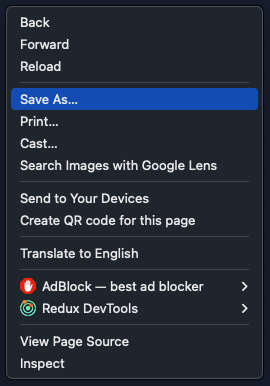 Back
Forward
Reload
Save As...
Print...
Cast...
Search Images with Google Lens
Send to Your Devices
Create QR code for this page
Translate to English
AdBlock — best ad blocker
Redux DevTools
View Page Source
Inspect